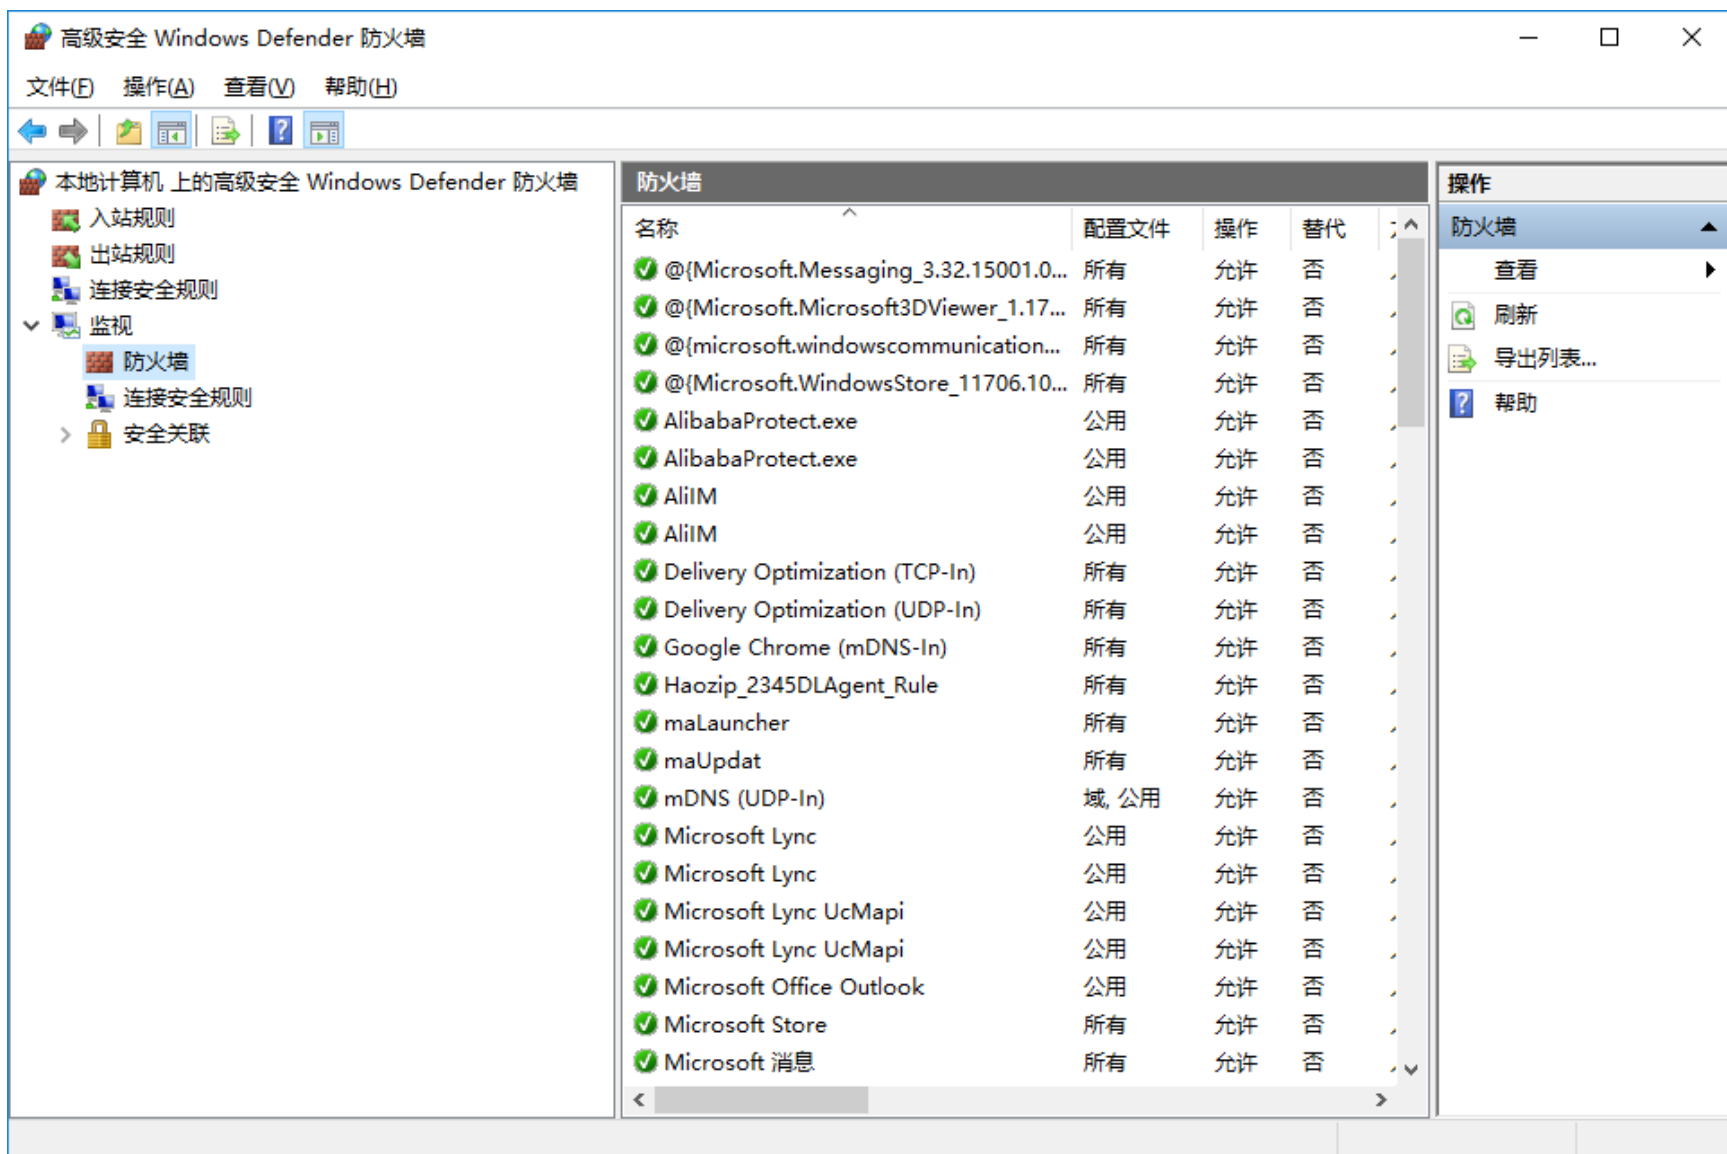 高级安全 Windows Defender 防火墙
文件(F) 操作(A) 查看(V) 帮助(H)
本地计算机 上的高级安全 Windows Defender 防火墙
入站规则
出站规则
连接安全规则
监视
防火墙
连接安全规则
安全关联
防火墙
名称 配置文件 操作 替代
@{Microsoft.Messaging_3.32.15001.0... 所有 允许 否
@{Microsoft.Microsoft3DViewer_1.17... 所有 允许 否
@{microsoft.windowscommunication... 所有 允许 否
@{Microsoft.WindowsStore_11706.10... 所有 允许 否
AlibabaProtect.exe 公用 允许 否
AlibabaProtect.exe 公用 允许 否
AliIM 公用 允许 否
AliIM 公用 允许 否
Delivery Optimization (TCP-In) 所有 允许 否
Delivery Optimization (UDP-In) 所有 允许 否
Google Chrome (mDNS-In) 所有 允许 否
Haozip_2345DLAgent_Rule 所有 允许 否
maLauncher 所有 允许 否
maUpdat 所有 允许 否
mDNS (UDP-In) 域, 公用 允许 否
Microsoft Lync 公用 允许 否
Microsoft Lync 公用 允许 否
Microsoft Lync UcMapi 公用 允许 否
Microsoft Lync UcMapi 公用 允许 否
Microsoft Office Outlook 公用 允许 否
Microsoft Store 所有 允许 否
Microsoft 消息 所有 允许 否
操作
防火墙
查看
刷新
导出列表...
帮助